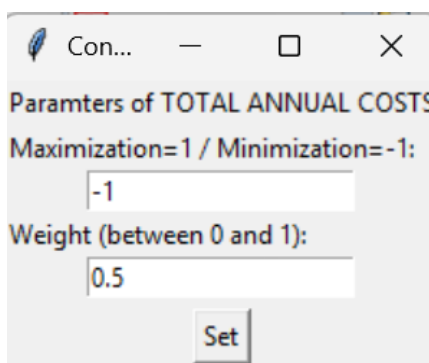 Con...
Paramters of TOTAL ANNUAL COSTS
Maximization=1 / Minimization=-1:
-1
Weight (between 0 and 1):
0.5
Set